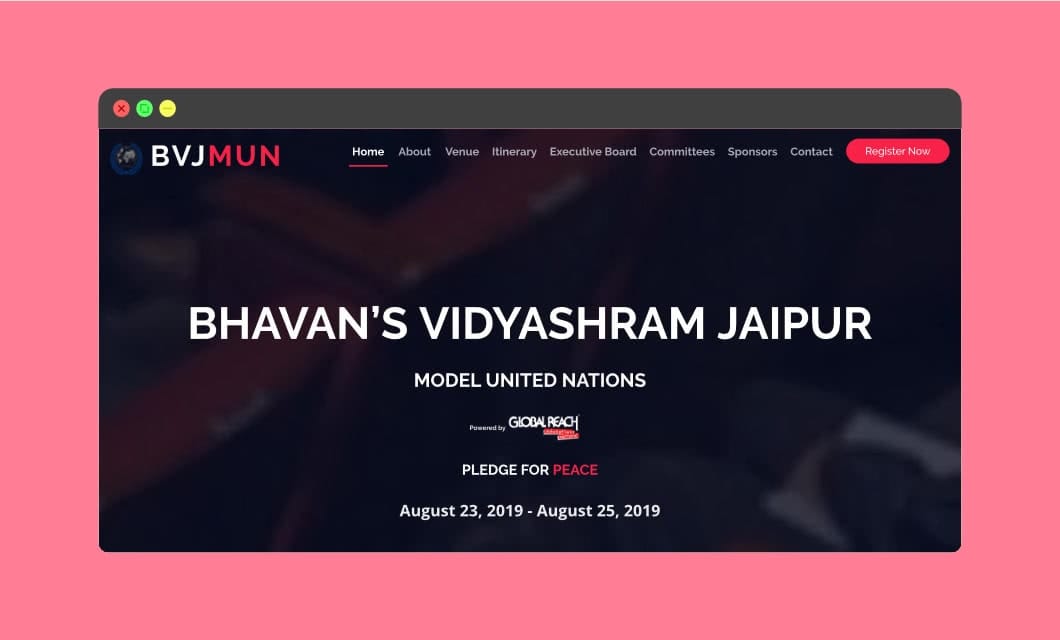 BVJMUN
Home About Venue Itinerary Executive Board Committees Sponsors Contact Register Now
BHAVAN’S VIDYASHRAM JAIPUR
MODEL UNITED NATIONS
Powered by GLOBAL REACH
PLEDGE FOR PEACE
August 23, 2019 - August 25, 2019